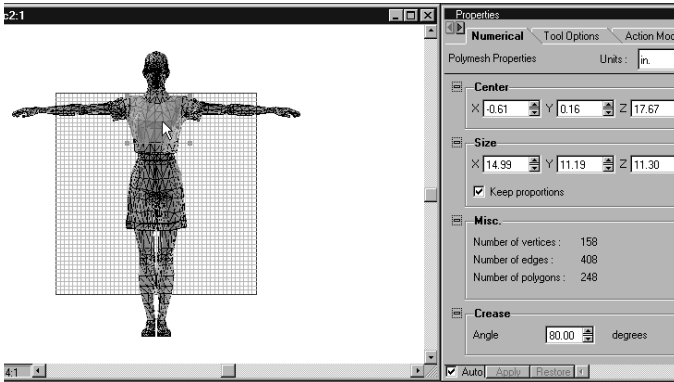 c2:1
Properties
Numerical Tool Options Action Mod
Polymesh Properties Units : in.
Center
X -0.61 Y 0.16 Z 17.67
Size
X 14.99 Y 11.19 Z 11.30
Keep proportions
Misc.
Number of vertices : 158
Number of edges : 408
Number of polygons : 248
Crease
Angle 80.00 degrees
4:1
Auto Apply Restore